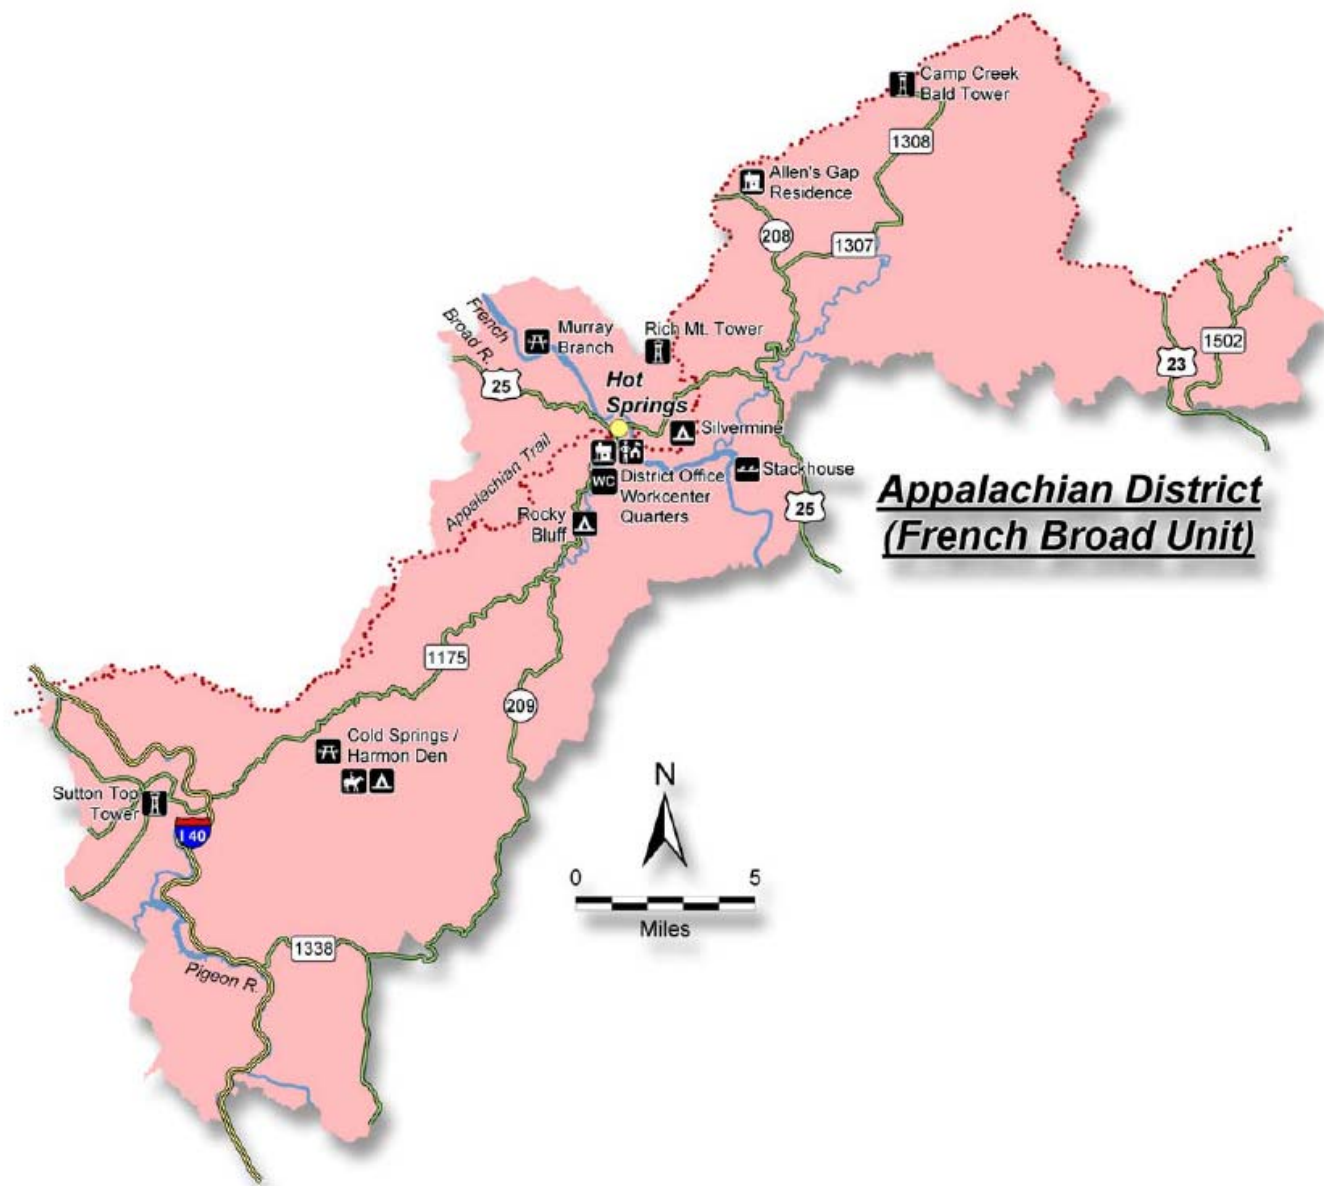 Camp Creek
Bald Tower
1308
Allen's Gap
Residence
208
1307
French
Broad R.
Murray
Branch
Rich Mt. Tower
1502
23
25
Hot
Springs
Silvermine
Appalachian Trail
WC
District Office
Workcenter
Quarters
Stackhouse
Rocky
Bluff
25
Appalachian District
(French Broad Unit)
1175
209
Cold Springs /
Harmon Den
Sutton Top
Tower
I 40
N
0 5
Miles
1338
Pigeon R.